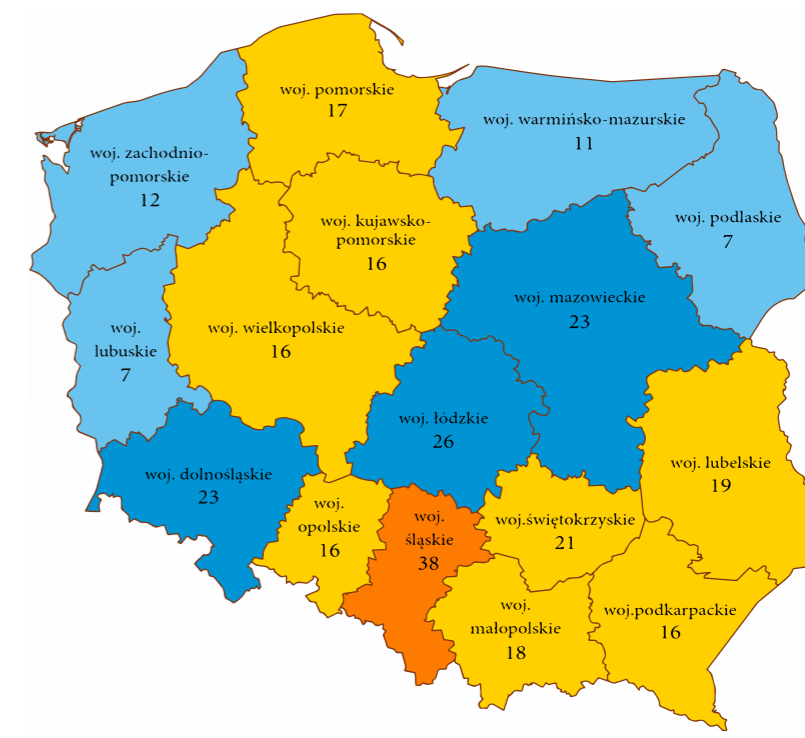 woj. pomorskie
17
woj. warmińsko-mazurskie
11
woj. zachodnio-
pomorskie
12
woj. podlaskie
7
woj. kujawsko-
pomorskie
16
woj. mazowieckie
23
woj.
lubuskie
7
woj. wielkopolskie
16
woj. łódzkie
26
woj. lubelskie
19
woj. dolnośląskie
23
woj.
opolskie
16
woj.
śląskie
38
woj.świętokrzyskie
21
woj.
małopolskie
18
woj.podkarpackie
16